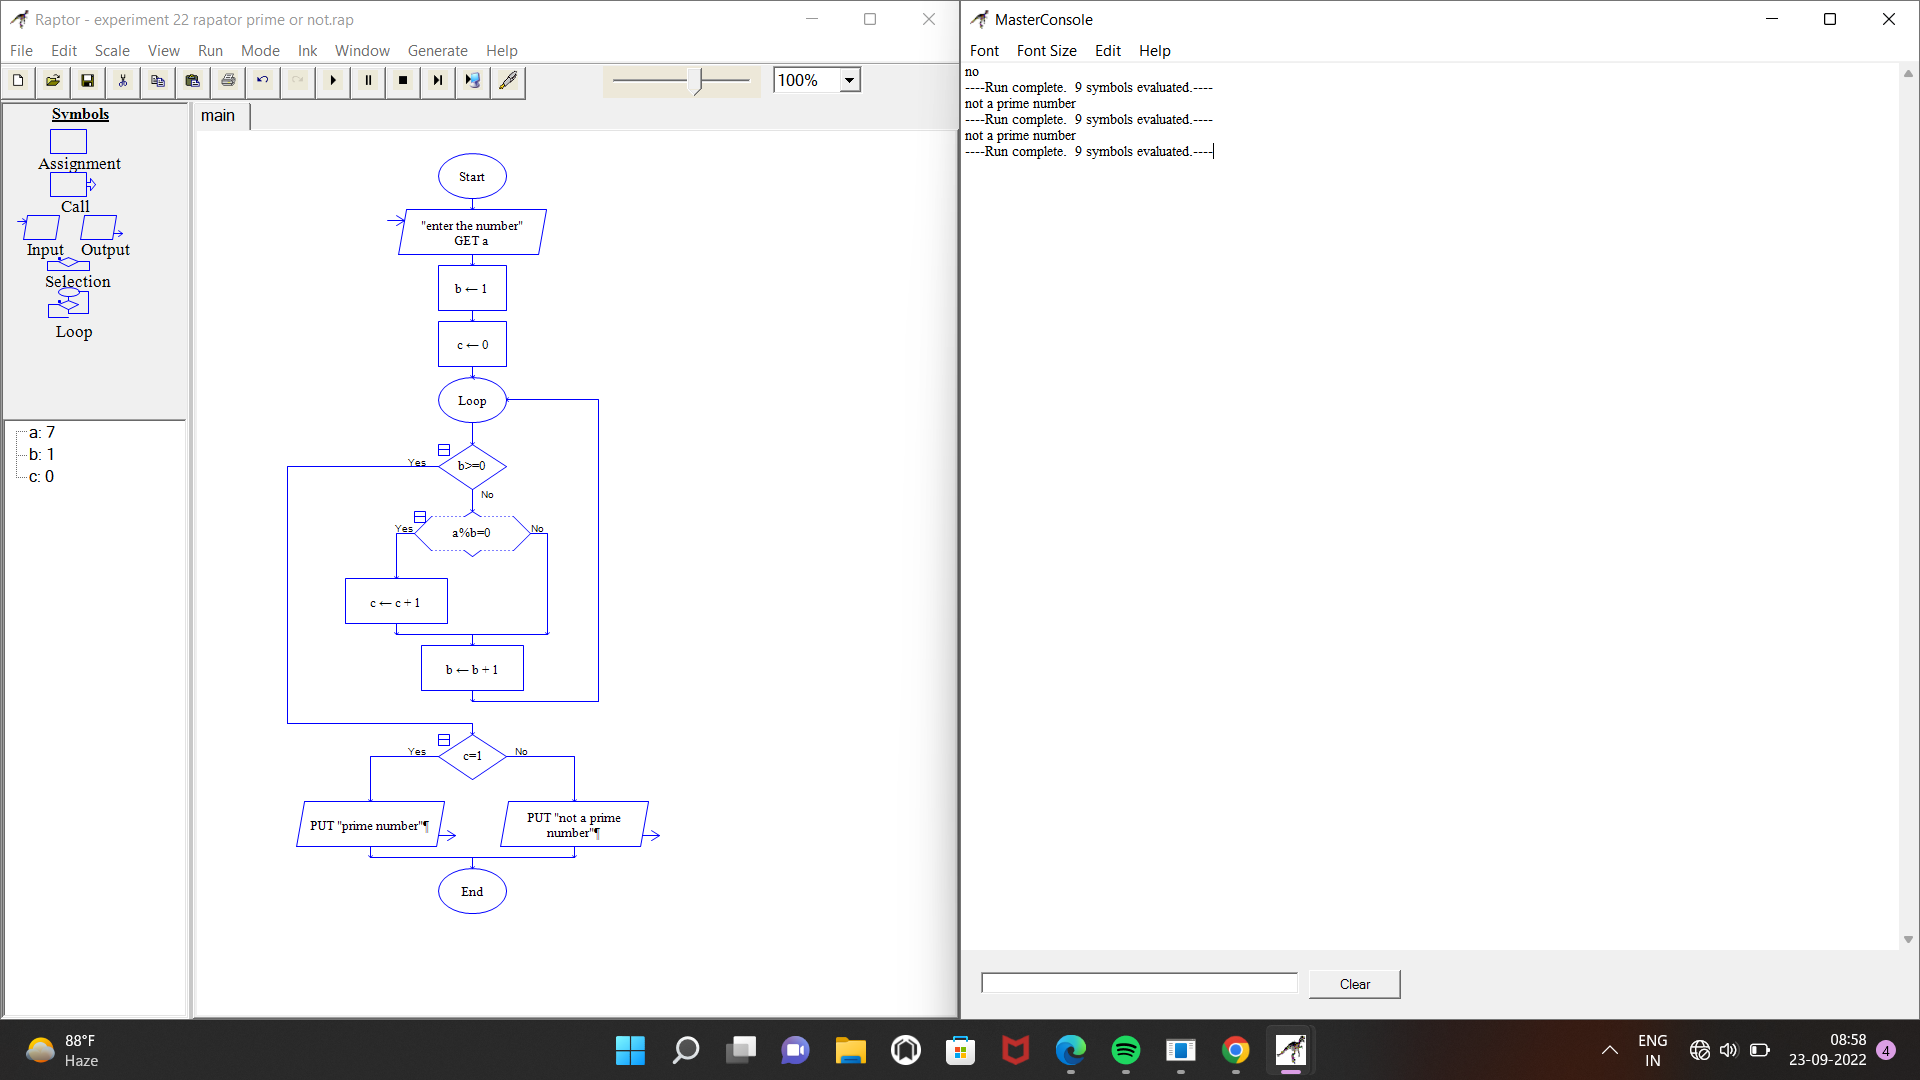 Raptor - experiment 22 rapator prime or not.rap
File Edit Scale View Run Mode Ink Window Generate Help
100%
Symbols
Assignment
Call
Input Output
Selection
Loop
a: 7
b: 1
c: 0
main
Start
"enter the number"
GET a
b ← 1
c ← 0
Loop
b>=0
Yes
No
a%b=0
Yes
No
c ← c + 1
b ← b + 1
c=1
Yes
No
PUT "prime number"¶
PUT "not a prime
number"¶
End
MasterConsole
Font Font Size Edit Help
no
----Run complete.  9 symbols evaluated.----
not a prime number
----Run complete.  9 symbols evaluated.----
not a prime number
----Run complete.  9 symbols evaluated.----
Clear
88°F
Haze
ENG
IN
08:58
23-09-2022
4